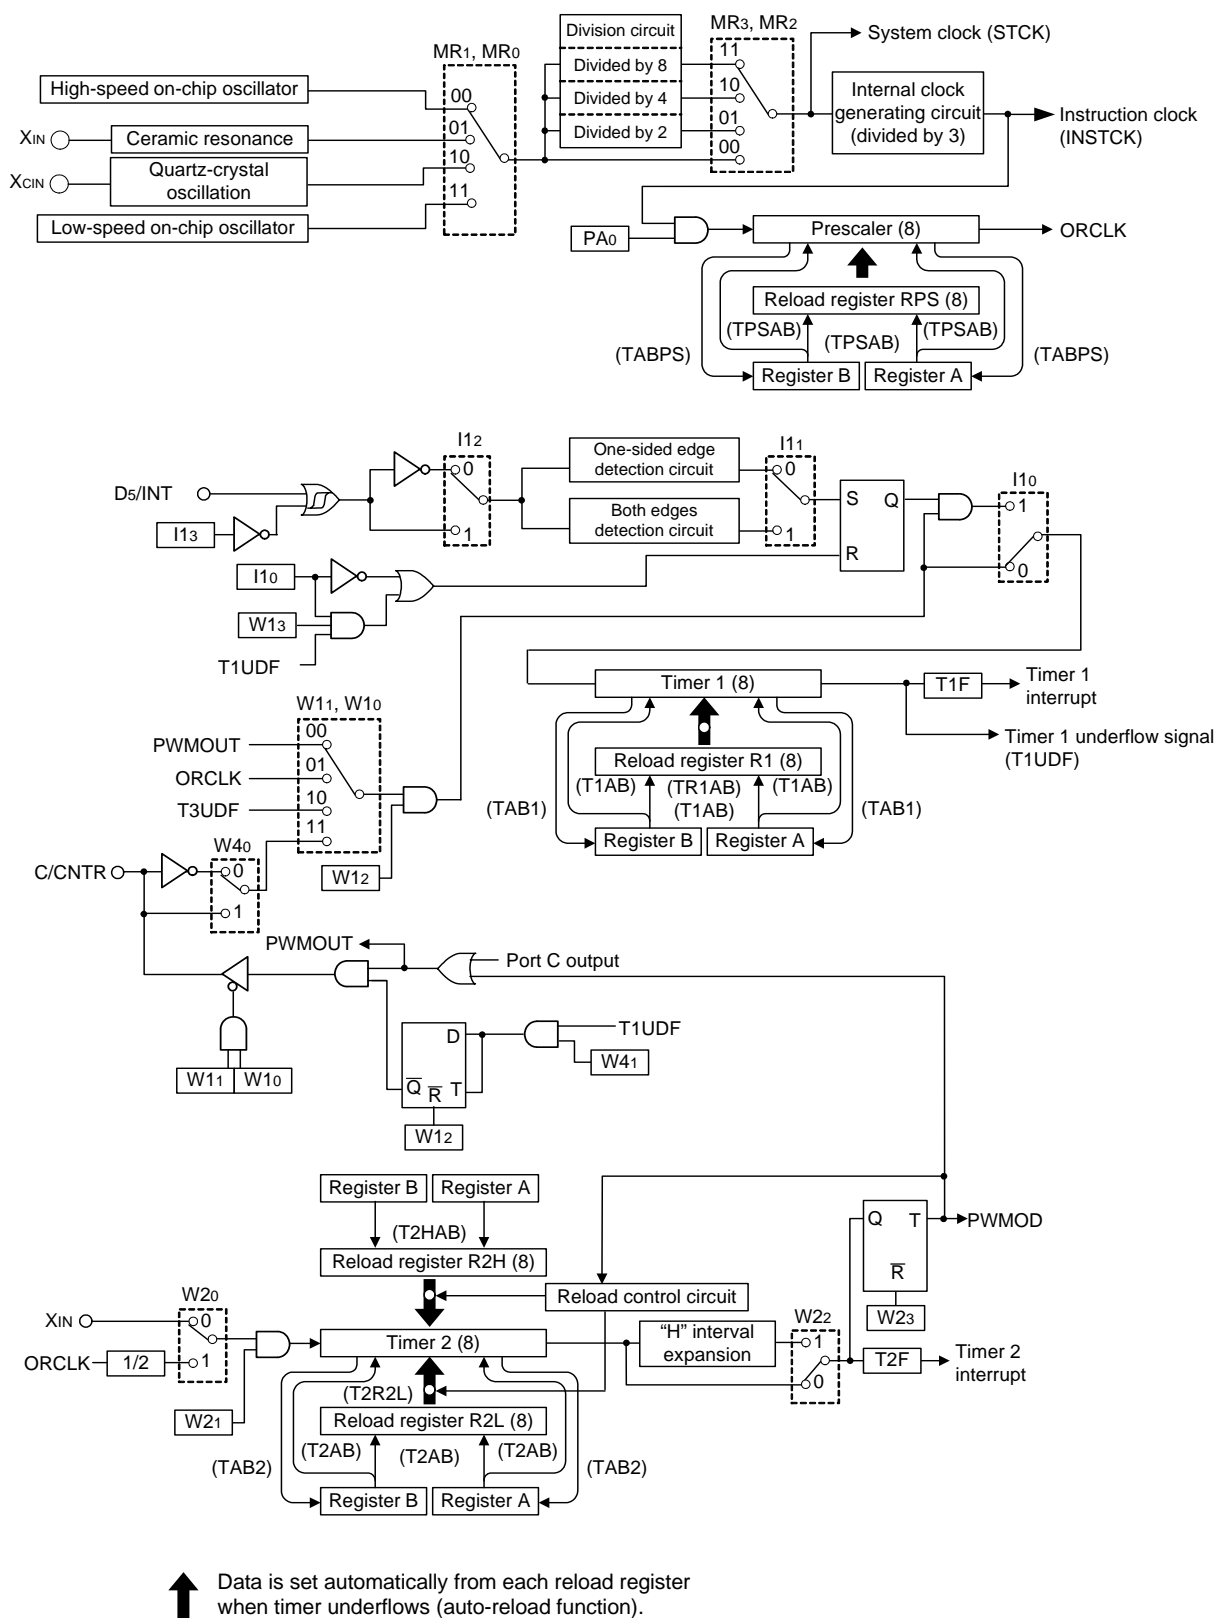 Division circuit
MR3, MR2
System clock (STCK)
MR1, MR0
11
Divided by 8
High-speed on-chip oscillator
00
Divided by 4
10
Internal clock
generating circuit
(divided by 3)
Instruction clock
(INSTCK)
XIN
Ceramic resonance
01
Divided by 2
01
00
XCIN
Quartz-crystal
oscillation
10
11
Low-speed on-chip oscillator
PA0
Prescaler (8)
ORCLK
Reload register RPS (8)
(TPSAB)
(TPSAB)
(TPSAB)
(TABPS)
(TABPS)
Register B
Register A
I12
One-sided edge
detection circuit
I11
0
0
D5/INT
I10
S
Q
1
Both edges
detection circuit
I13
1
1
R
0
I10
W13
T1UDF
Timer 1 (8)
T1F
Timer 1
interrupt
W11, W10
00
PWMOUT
Timer 1 underflow signal
(T1UDF)
Reload register R1 (8)
01
ORCLK
(T1AB)
(TR1AB)
(T1AB)
(T1AB)
10
T3UDF
(TAB1)
(TAB1)
11
Register B
Register A
W40
C/CNTR
0
W12
1
PWMOUT
Port C output
D
T1UDF
W41
W11
W10
Q
R
T
W12
Register B
Register A
Q
T
PWMOD
(T2HAB)
R
Reload register R2H (8)
W20
Reload control circuit
W23
XIN
0
W22
Timer 2 (8)
“H” interval
expansion
1
ORCLK
1/2
1
T2F
Timer 2
interrupt
0
(T2R2L)
W21
Reload register R2L (8)
(T2AB)
(T2AB)
(T2AB)
(TAB2)
(TAB2)
Register B
Register A
Data is set automatically from each reload register
when timer underflows (auto-reload function).